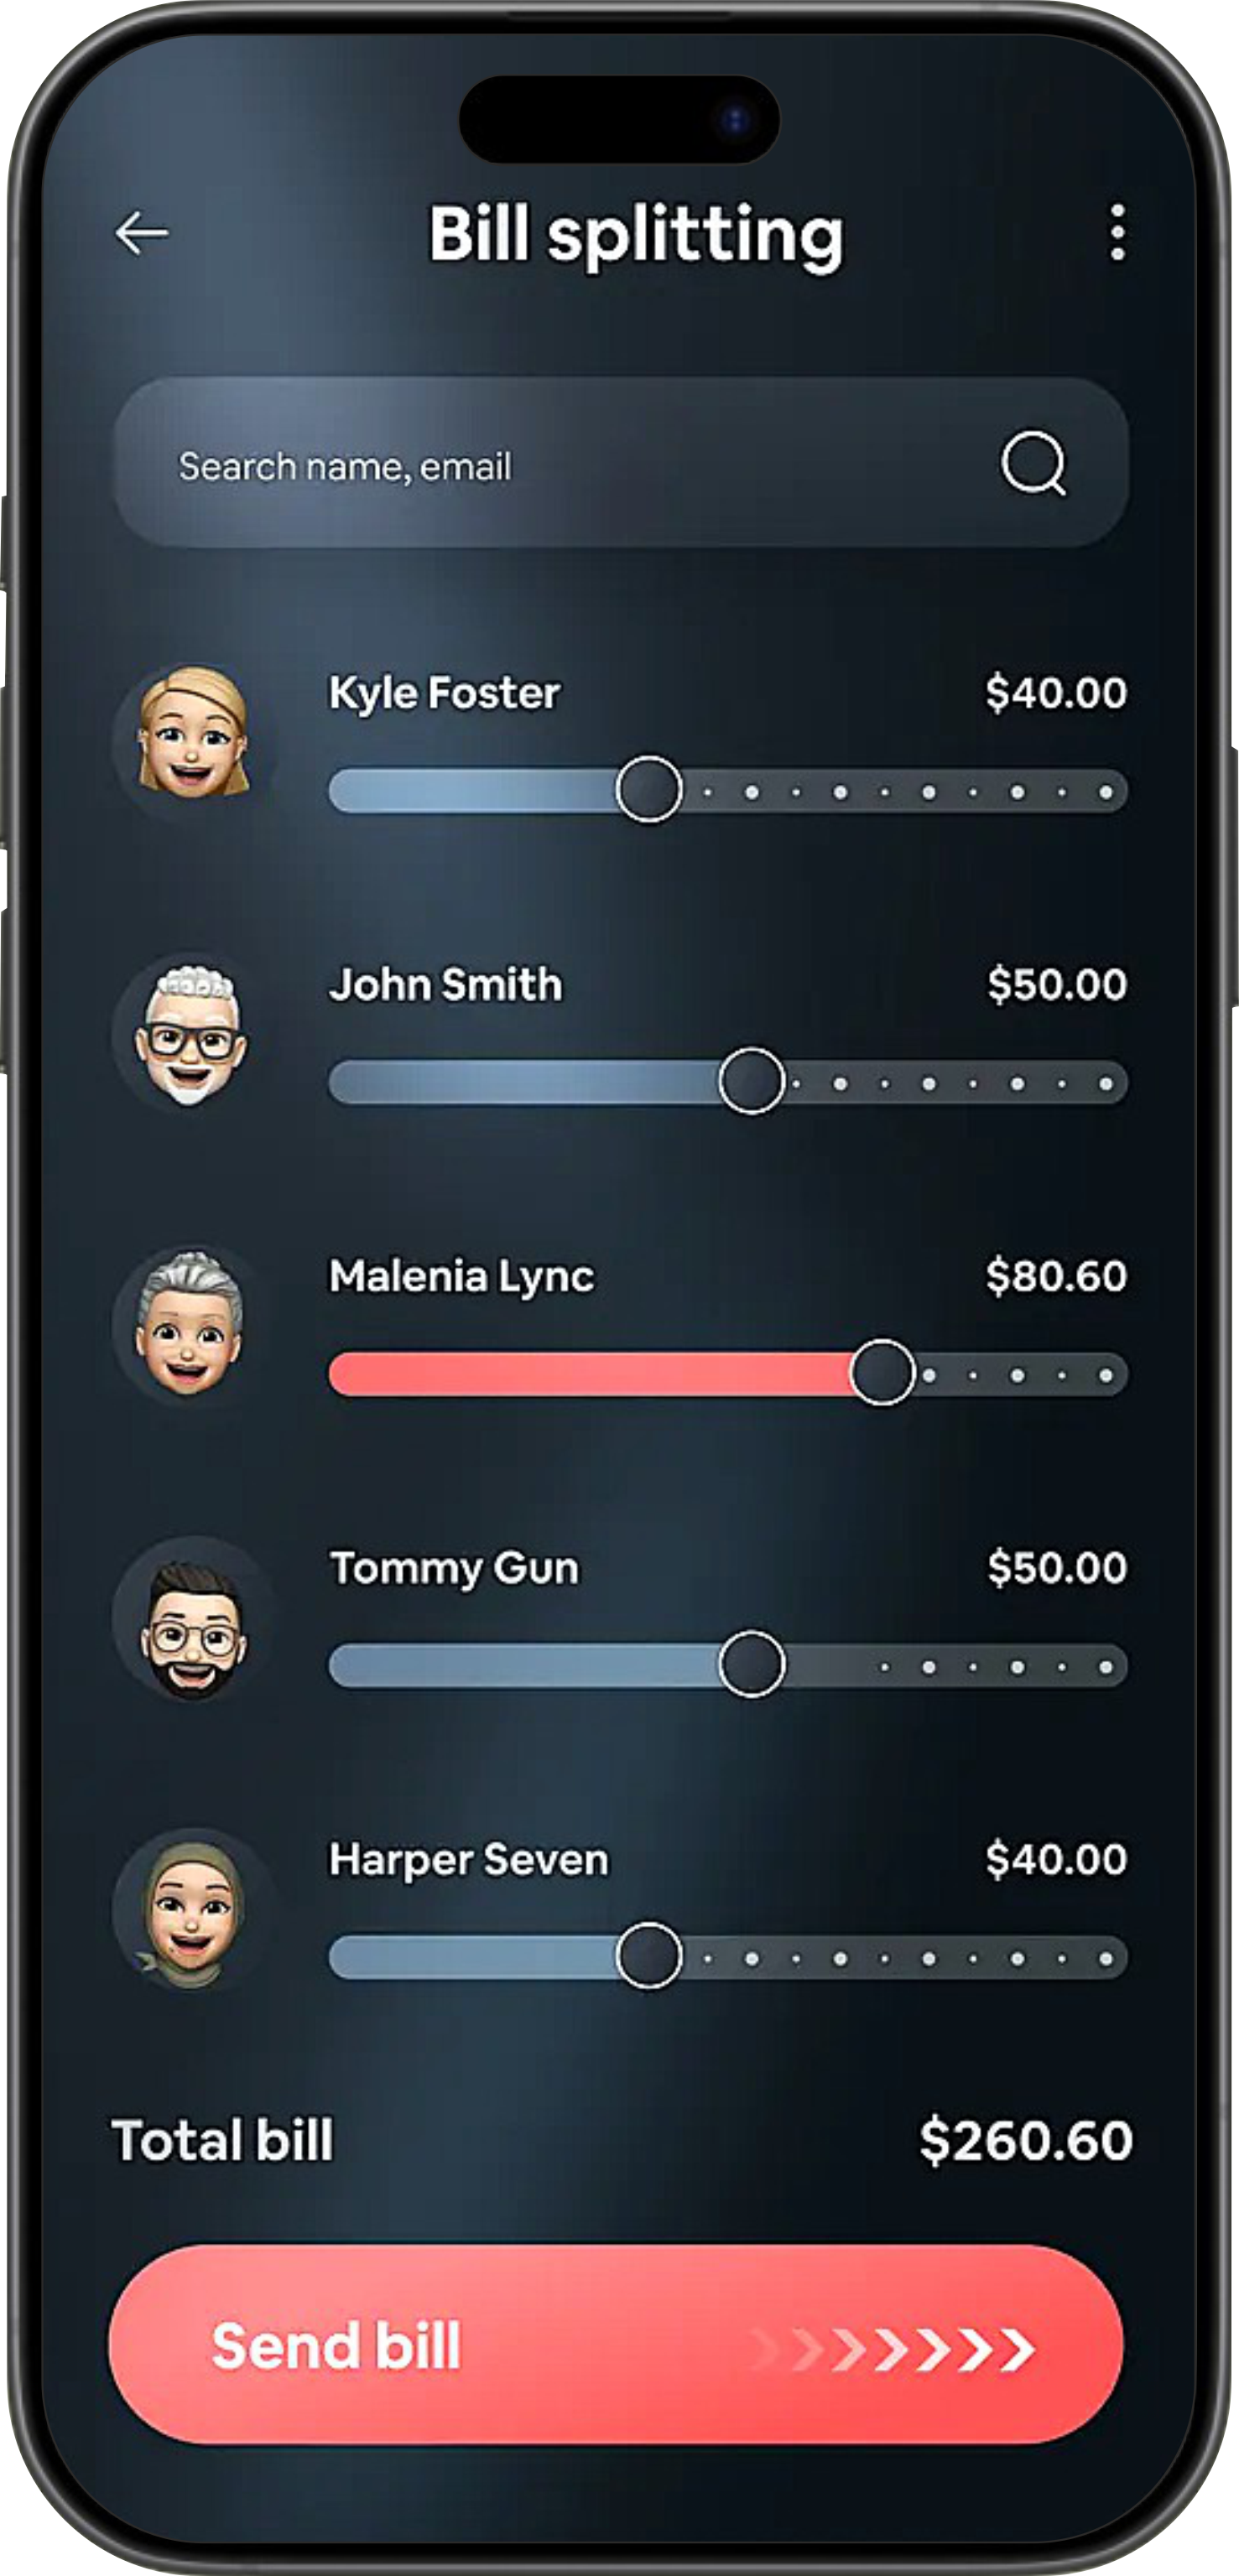 Bill splitting
Search name, email
Kyle Foster $40.00
John Smith $50.00
Malenia Lync $80.60
Tommy Gun $50.00
Harper Seven $40.00
Total bill $260.60
Send bill